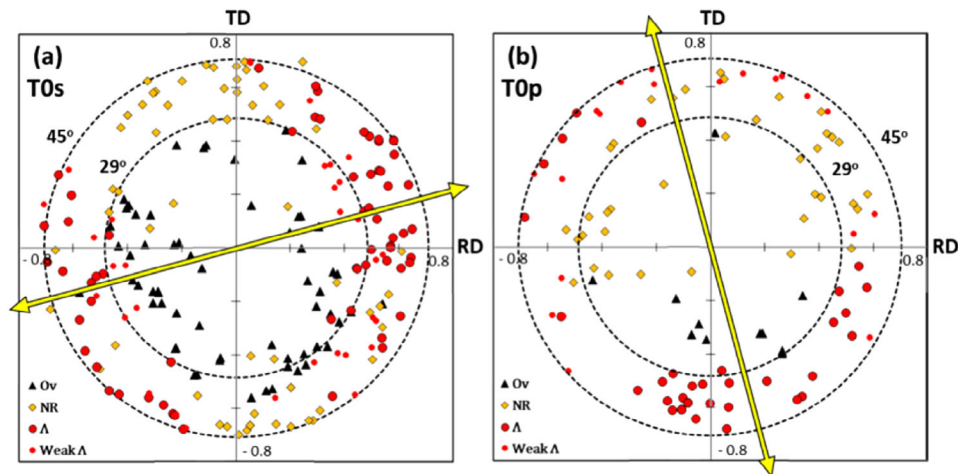 TD
(a)
T0s
0.8
45º
29º
RD
- 0.8
0.8
Ov
NR
Λ
Weak Λ
- 0.8
TD
(b)
T0p
0.8
45º
29º
RD
- 0.8
0.8
Ov
NR
Λ
Weak Λ
- 0.8